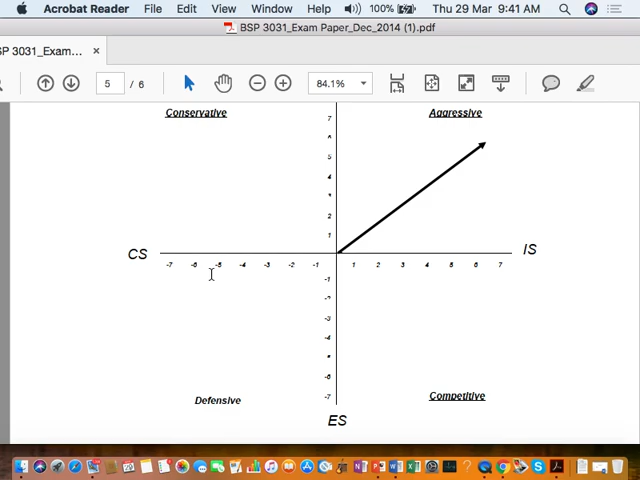 Acrobat Reader File Edit View Window Help 100% Thu 29 Mar 9:41 AM
BSP 3031_Exam Paper_Dec_2014 (1).pdf
SP 3031_Exam... ×
5 / 6 84.1%
Conservative Aggressive
7
6
5
4
3
2
1
CS IS
-7 -6 -5 -4 -3 -2 -1 1 2 3 4 5 6 7
-1
-2
-3
-4
-6
-7
Defensive Competitive
ES